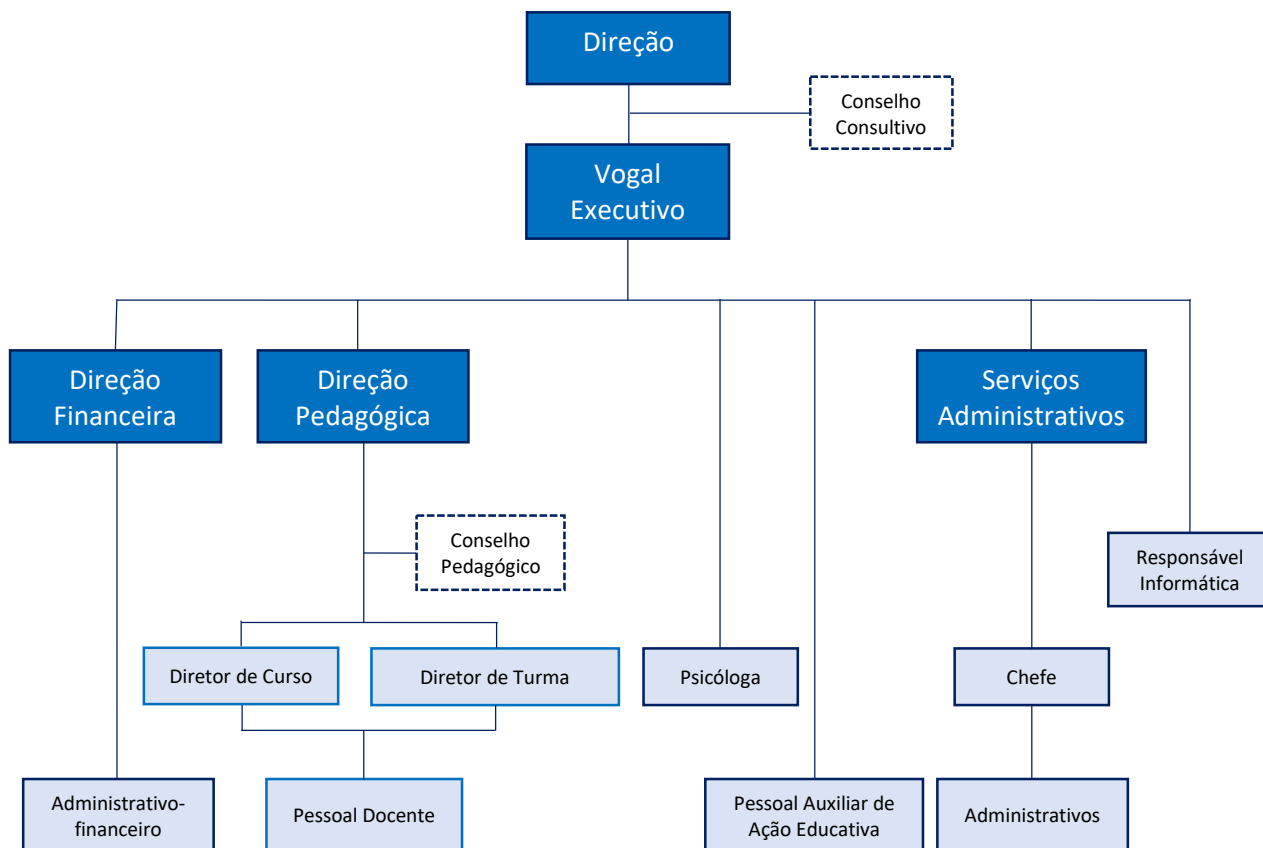 Direção
Conselho
Consultivo
Vogal
Executivo
Direção
Financeira
Direção
Pedagógica
Serviços
Administrativos
Conselho
Pedagógico
Responsável
Informática
Diretor de Curso
Diretor de Turma
Psicóloga
Chefe
Administrativo-
financeiro
Pessoal Docente
Pessoal Auxiliar de
Ação Educativa
Administrativos